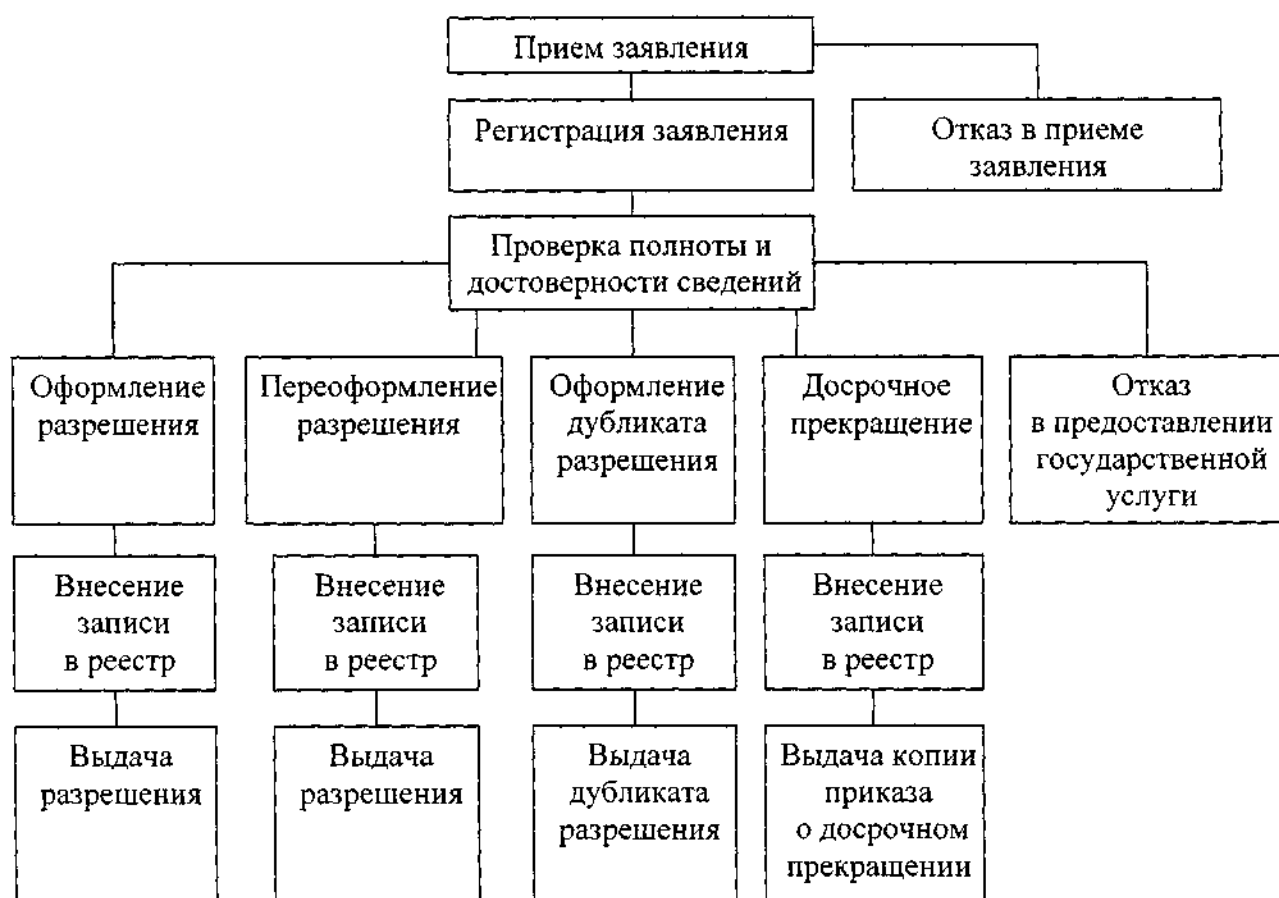 Прием заявления
Регистрация заявления
Отказ в приеме
заявления
Проверка полноты и
достоверности сведений
Оформление
разрешения
Переоформление
разрешения
Оформление
дубликата
разрешения
Досрочное
прекращение
Отказ
в предоставлении
государственной
услуги
Внесение
записи
в реестр
Внесение
записи
в реестр
Внесение
записи
в реестр
Внесение
записи
в реестр
Выдача
разрешения
Выдача
разрешения
Выдача
дубликата
разрешения
Выдача копии
приказа
о досрочном
прекращении